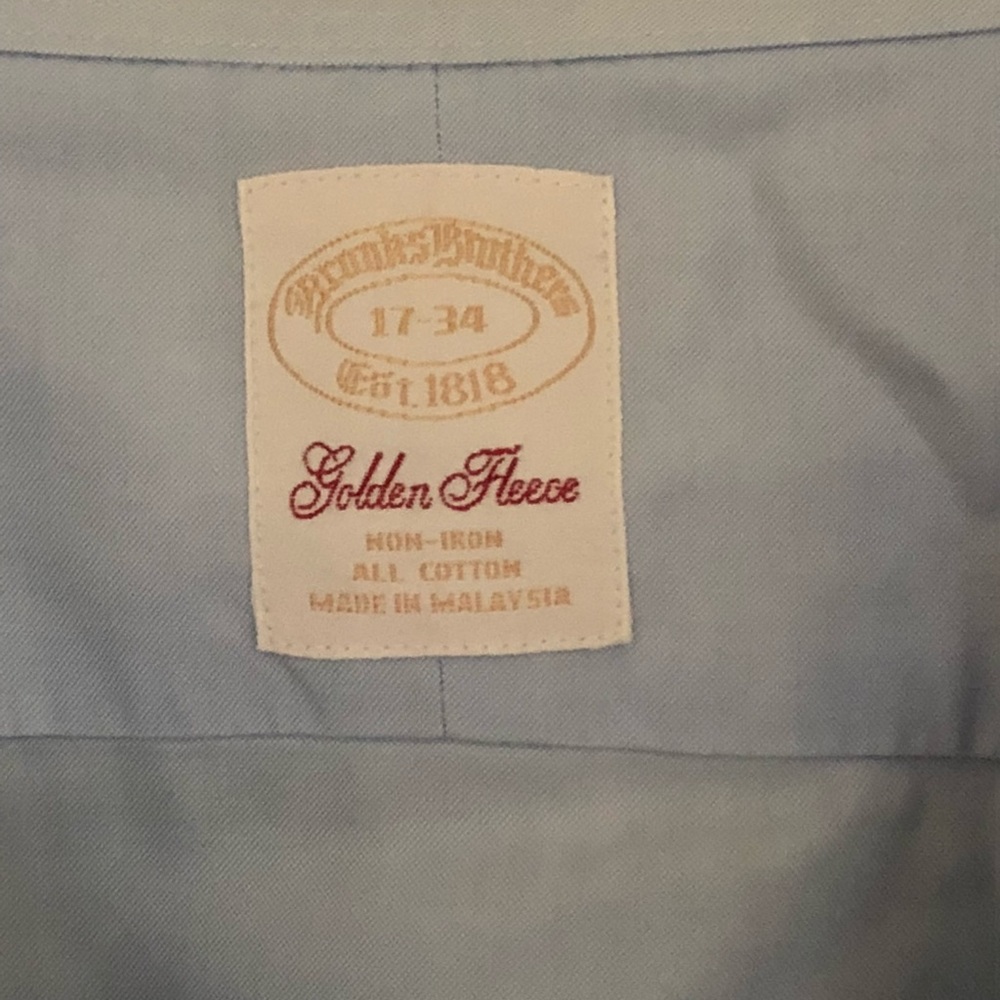 Brooks Brothers
17-34
Est. 1818
Golden Fleece
NON-IRON
ALL COTTON
MADE IN MALAYSIA